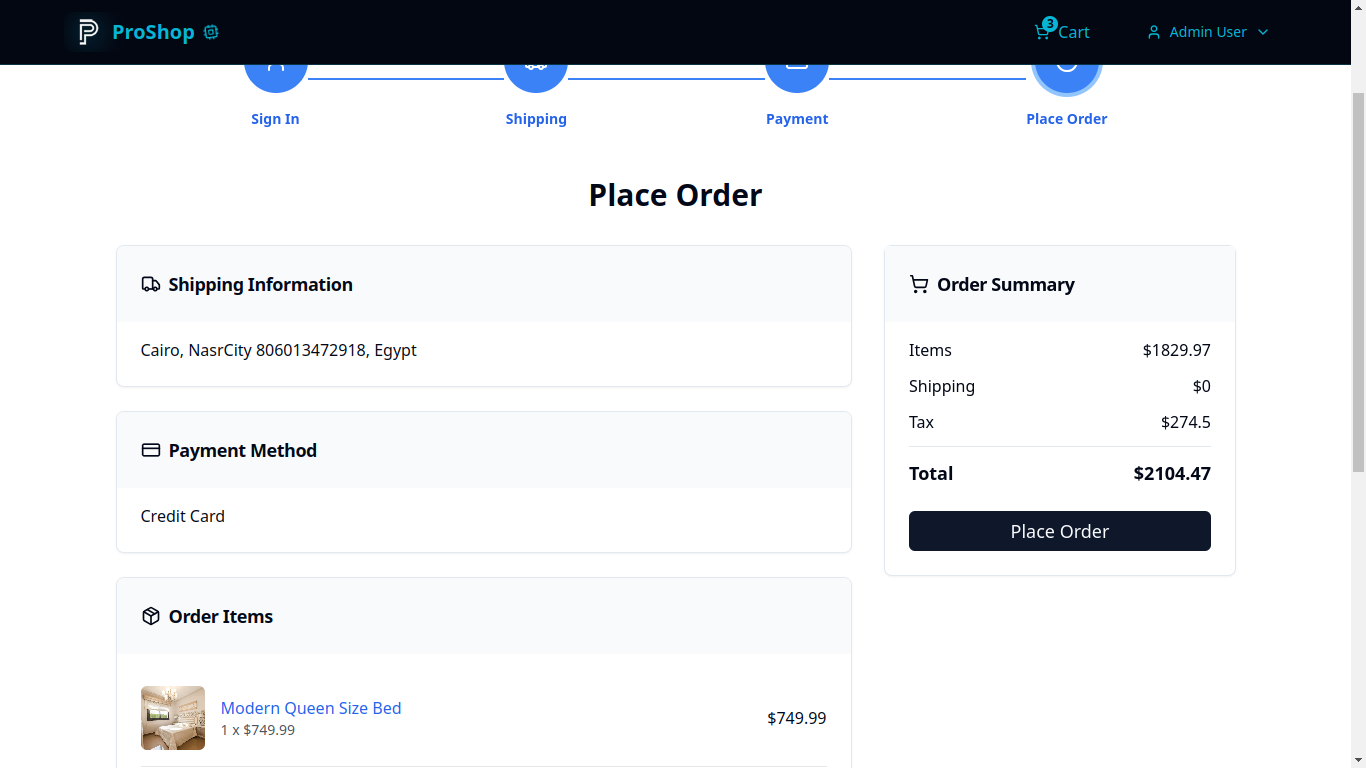 ProShop
3
Cart
Admin User
Sign In
Shipping
Payment
Place Order
Place Order
Shipping Information
Cairo, NasrCity 806013472918, Egypt
Payment Method
Credit Card
Order Items
Modern Queen Size Bed
1 x $749.99
$749.99
Order Summary
Items $1829.97
Shipping $0
Tax $274.5
Total $2104.47
Place Order